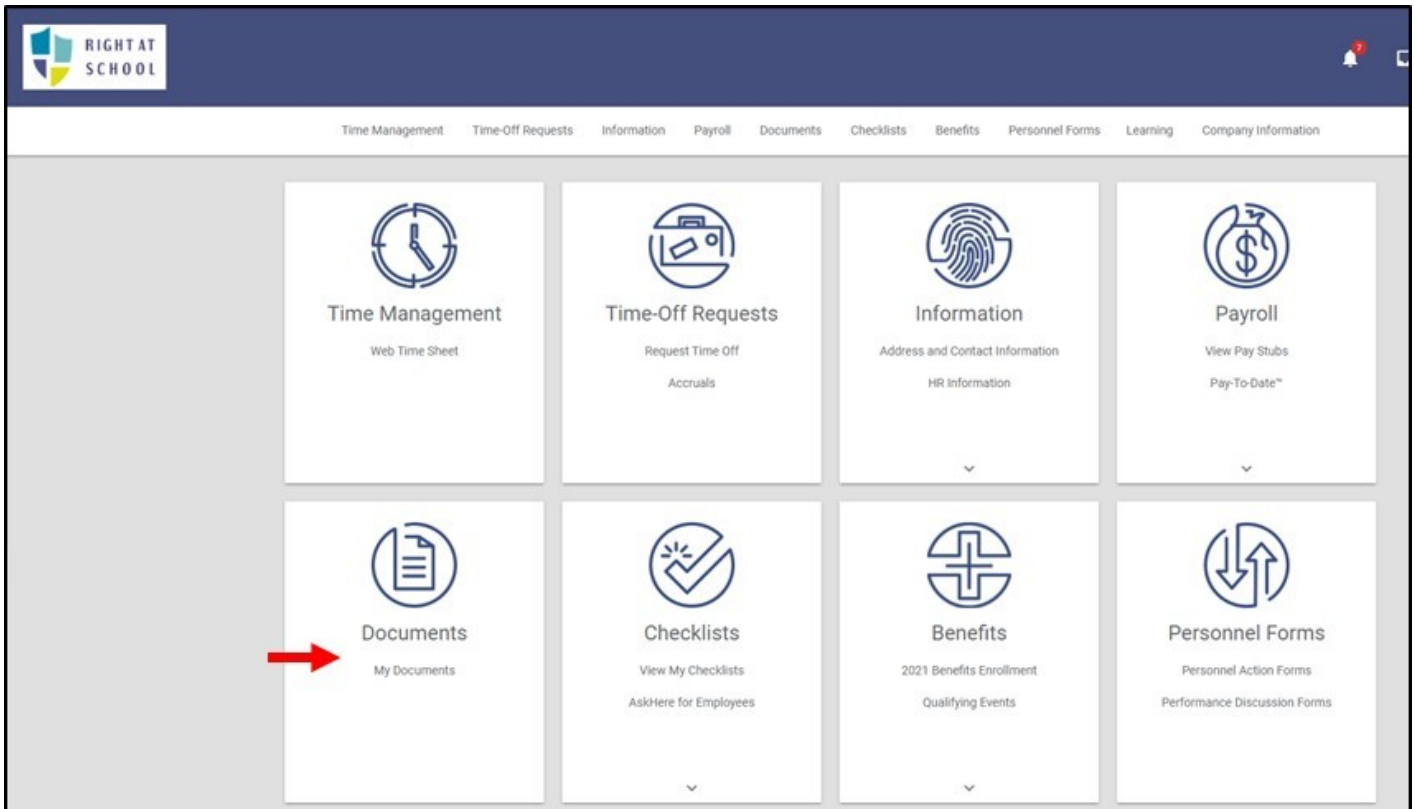 RIGHT AT
SCHOOL
7
Time Management Time-Off Requests Information Payroll Documents Checklists Benefits Personnel Forms Learning Company Information
Time Management
Web Time Sheet
Time-Off Requests
Request Time Off
Accruals
Information
Address and Contact Information
HR Information
Payroll
View Pay Stubs
Pay-To-Date™
Documents
My Documents
Checklists
View My Checklists
AskHere for Employees
Benefits
2021 Benefits Enrollment
Qualifying Events
Personnel Forms
Personnel Action Forms
Performance Discussion Forms